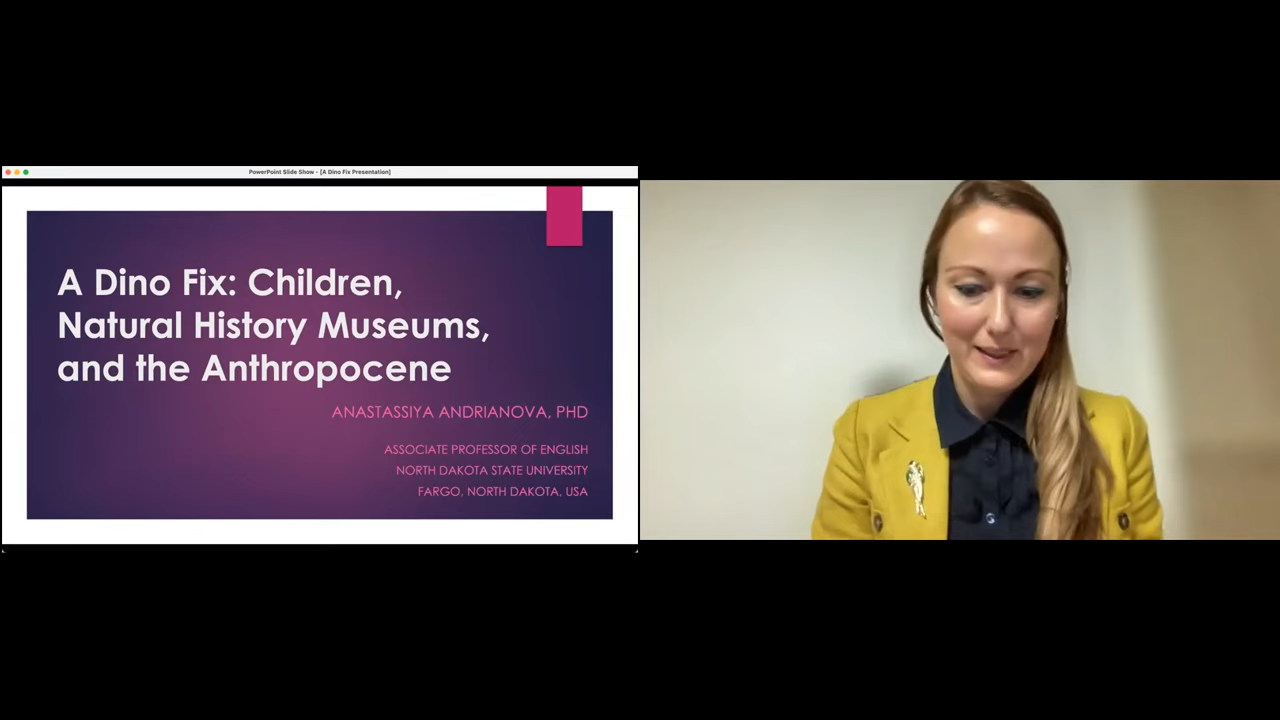 PowerPoint Slide Show - [A Dino Fix Presentation]
A Dino Fix: Children,
Natural History Museums,
and the Anthropocene
ANASTASSIYA ANDRIANOVA, PHD
ASSOCIATE PROFESSOR OF ENGLISH
NORTH DAKOTA STATE UNIVERSITY
FARGO, NORTH DAKOTA, USA